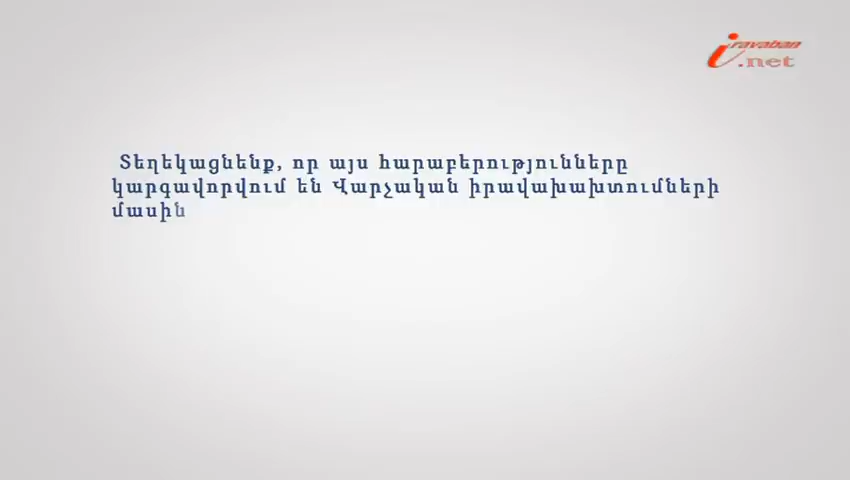 iravaban
.net
Տեղեկացնենք, որ այս հարաբերությունները
կարգավորվում են Վարչական իրավախախտումների
մասին